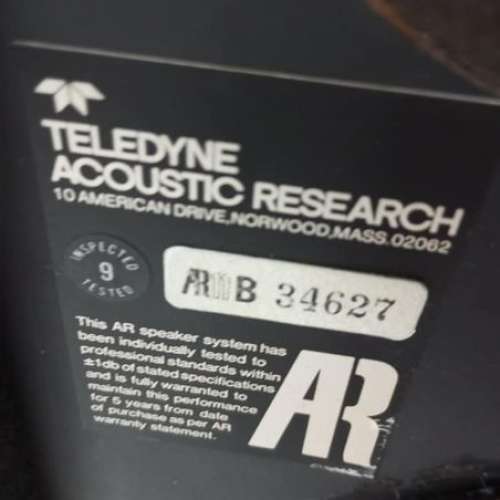 TELEDYNE
ACOUSTIC RESEARCH
10 AMERICAN DRIVE, NORWOOD, MASS. 02062
INSPECTED
9
TESTED
AR11B 34627
This AR speaker system has
been individually tested to
professional standards within
±1db of stated specifications
and is fully warranted to
maintain this performance
for 5 years from date
of purchase as per AR
warranty statement.
AR